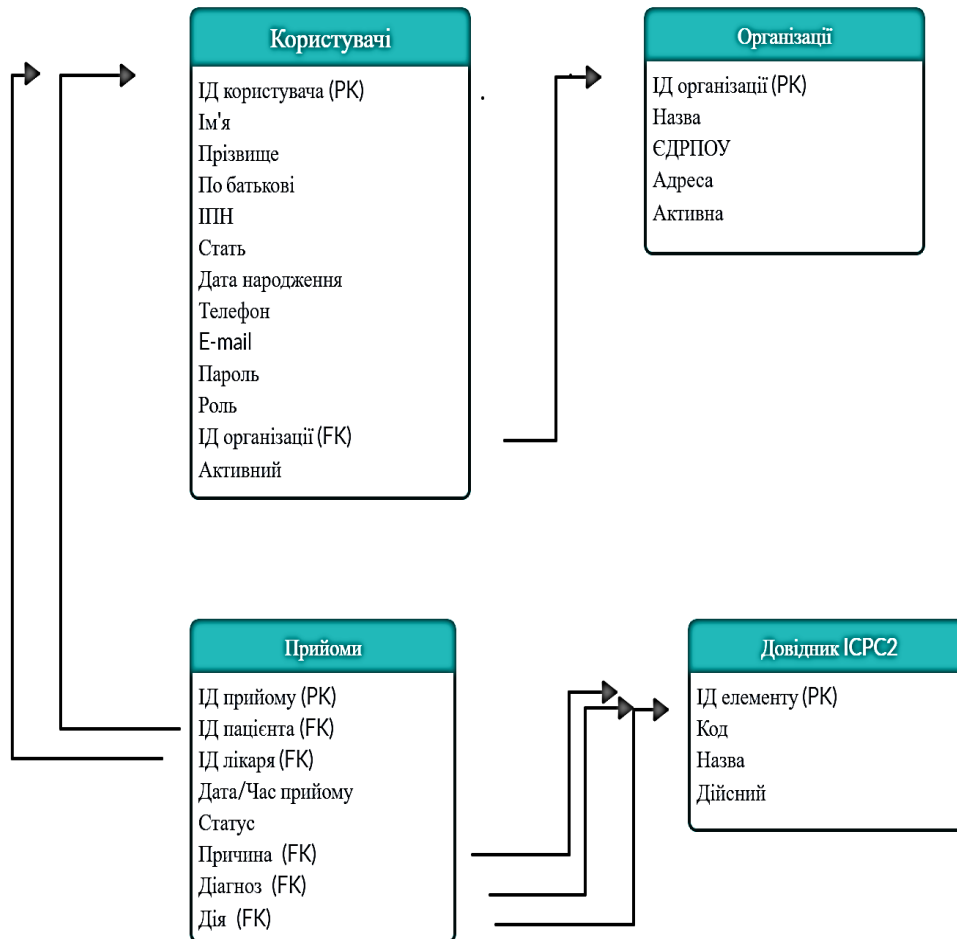 Користувачі
ІД користувача (PK)
Ім'я
Прізвище
По батькові
ІПН
Стать
Дата народження
Телефон
E-mail
Пароль
Роль
ІД організації (FK)
Активний
Організації
ІД організації (PK)
Назва
ЄДРПОУ
Адреса
Активна
Прийоми
ІД прийому (PK)
ІД пацієнта (FK)
ІД лікаря (FK)
Дата/Час прийому
Статус
Причина (FK)
Діагноз (FK)
Дія (FK)
Довідник ICPC2
ІД елементу (PK)
Код
Назва
Дійсний